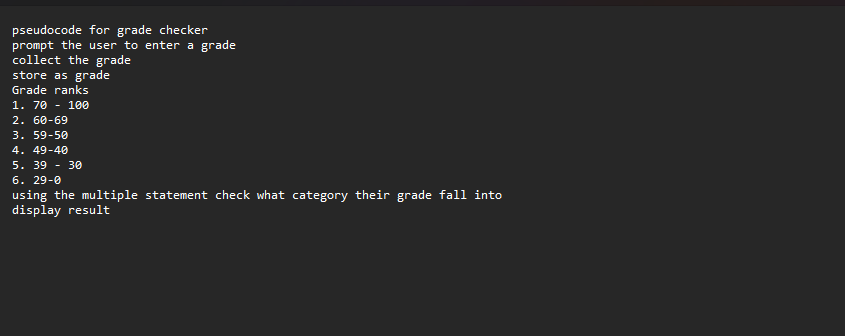 pseudocode for grade checker
prompt the user to enter a grade
collect the grade
store as grade
Grade ranks
1. 70 - 100
2. 60-69
3. 59-50
4. 49-40
5. 39 - 30
6. 29-0
using the multiple statement check what category their grade fall into
display result